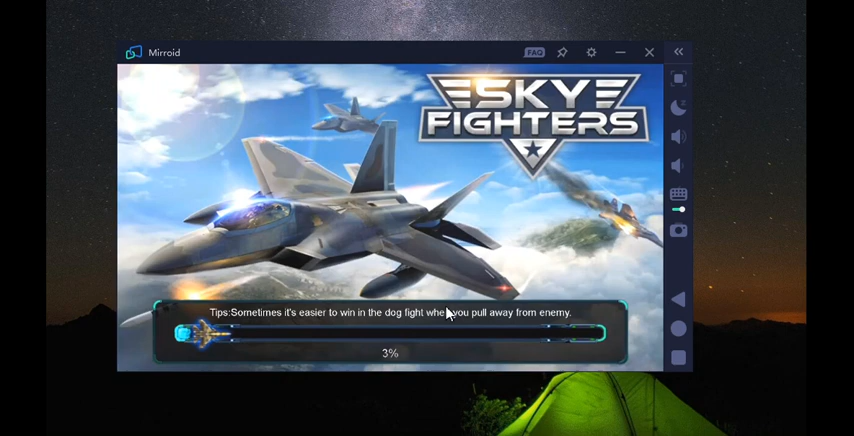 Mirroid
FAQ
SKY
FIGHTERS
Tips:Sometimes it's easier to win in the dog fight when you pull away from enemy.
3%